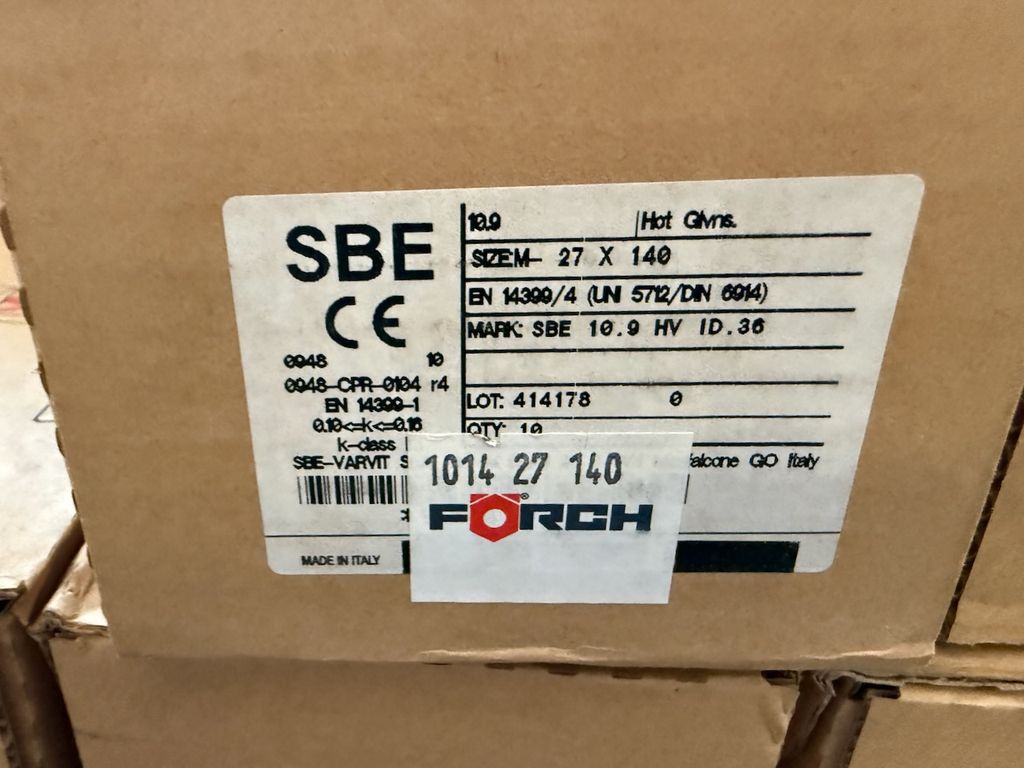 SBE
CE
0948 10
0948-CPR-0104 r4
EN 14399-1
0.10<=k<=0.16
k-class
SBE-VARVIT S
MADE IN ITALY
10.9 Hot Glvns.
SIZE M- 27 X 140
EN 14399/4 (UNI 5712/DIN 6914)
MARK: SBE 10.9 HV ID.36
LOT: 414178 0
QTY: 10
falcone GO Italy
1014 27 140
FORCH®